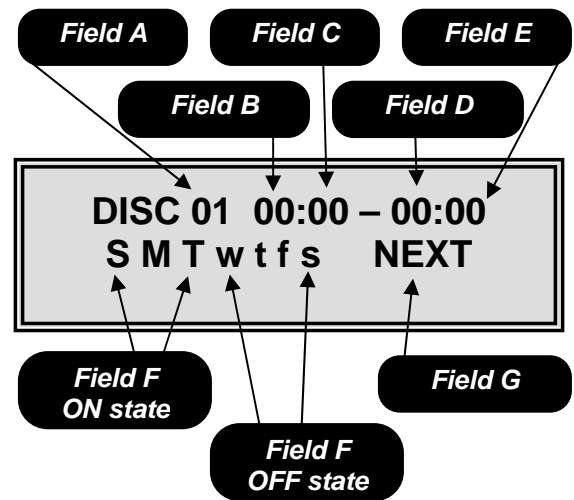 Field A
Field C
Field E
Field B
Field D
DISC 01 00:00 – 00:00
S M T w t f s NEXT
Field F
ON state
Field G
Field F
OFF state